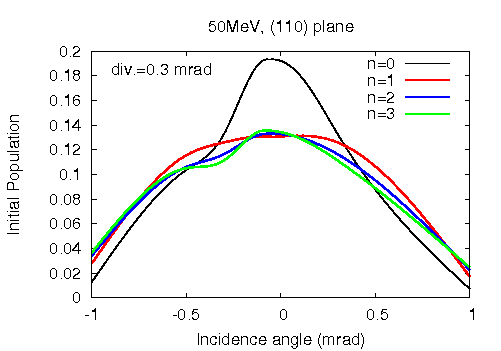 50MeV, (110) plane
div.=0.3 mrad
n=0
n=1
n=2
n=3
0.2
0.18
0.16
0.14
0.12
0.1
0.08
0.06
0.04
0.02
0
Initial Population
-1
-0.5
0
0.5
1
Incidence angle (mrad)